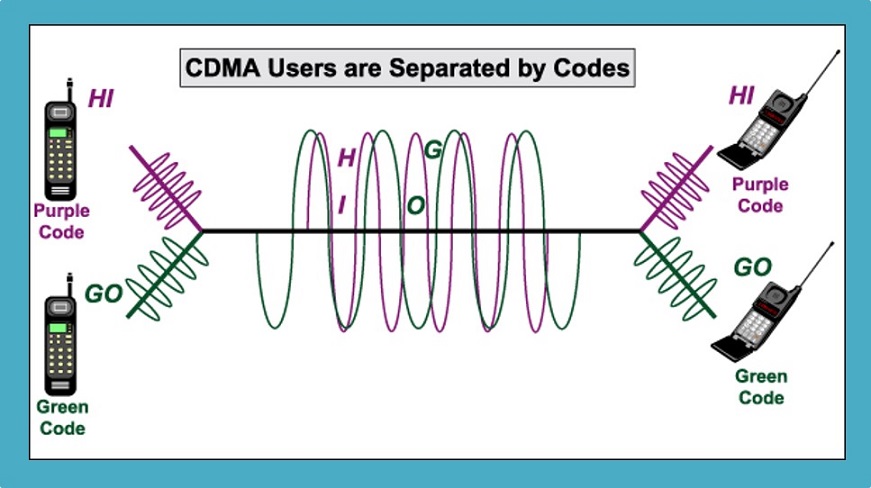 CDMA Users are Separated by Codes
HI
Purple
Code
GO
Green
Code
H
I
G
O
HI
Purple
Code
GO
Green
Code